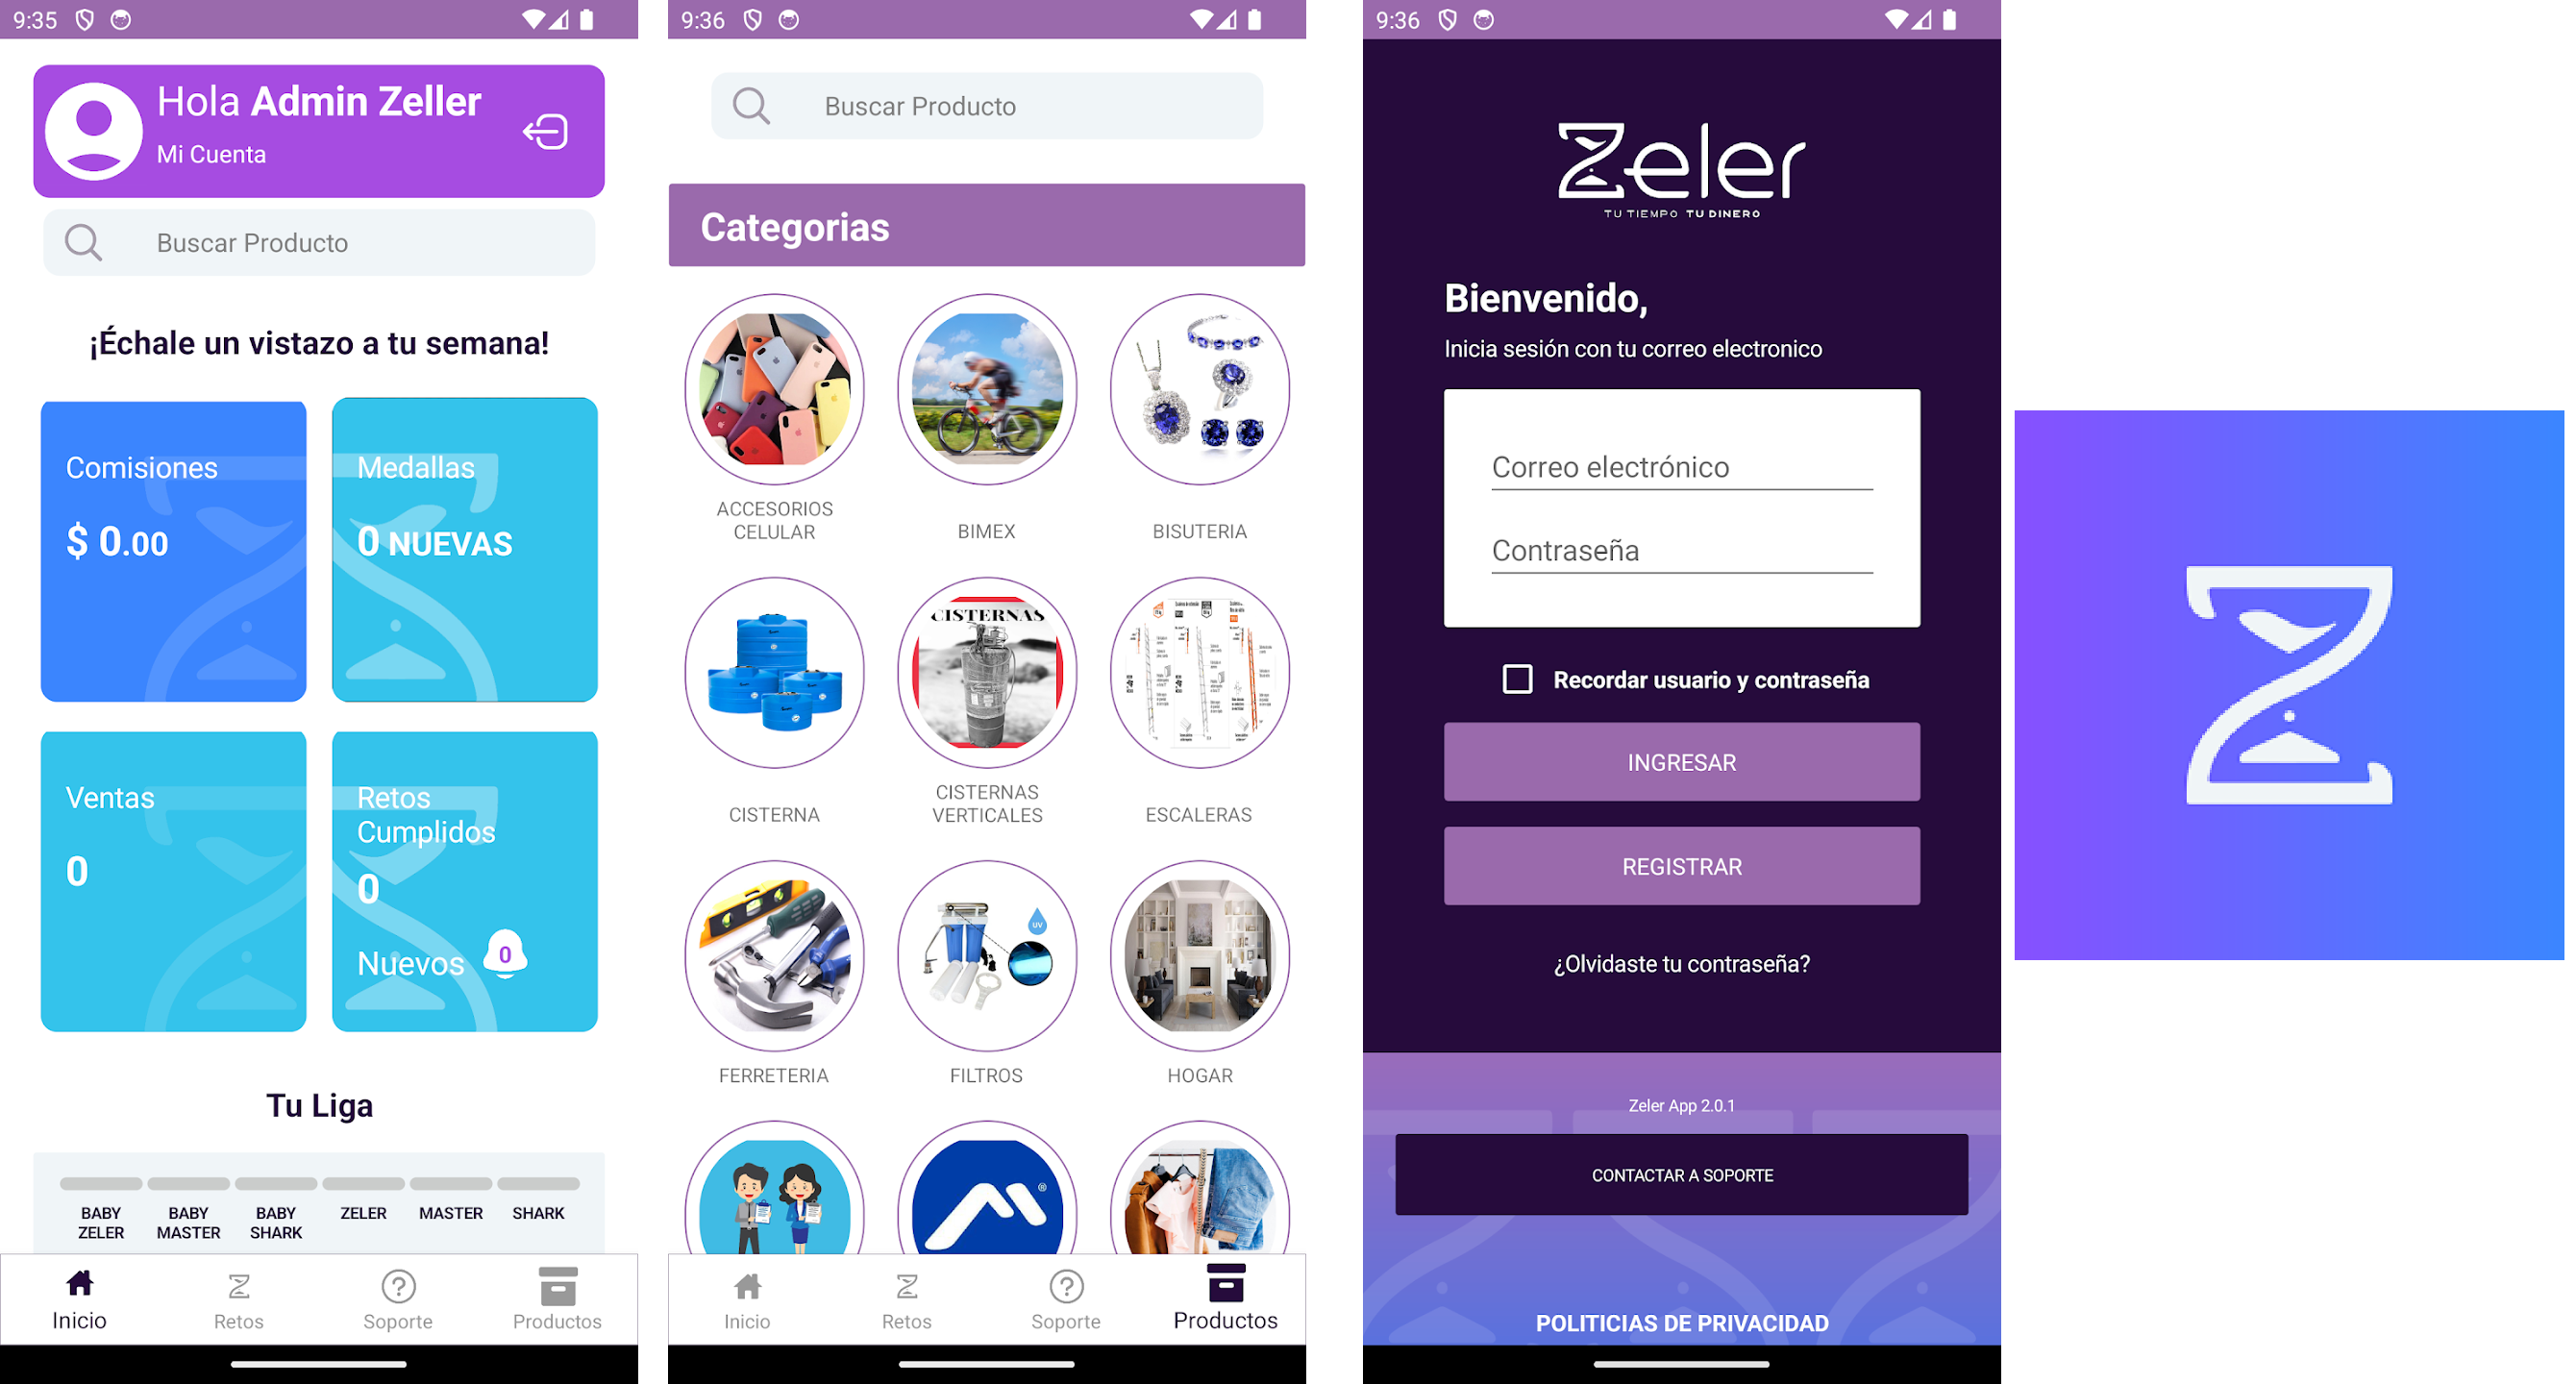 9:35
Hola Admin Zeller
Mi Cuenta
Buscar Producto
¡Échale un vistazo a tu semana!
Comisiones
$ 0.00
Medallas
0 NUEVAS
Ventas
0
Retos
Cumplidos
0
Nuevos
0
Tu Liga
BABY
ZELER
BABY
MASTER
BABY
SHARK
ZELER
MASTER
SHARK
Inicio
Retos
Soporte
Productos
9:36
Buscar Producto
Categorias
ACCESORIOS
CELULAR
BIMEX
BISUTERIA
CISTERNAS
CISTERNA
CISTERNAS
VERTICALES
ESCALERAS
UV
FERRETERIA
FILTROS
HOGAR
Inicio
Retos
Soporte
Productos
9:36
Zeler
TU TIEMPO TU DINERO
Bienvenido,
Inicia sesión con tu correo electronico
Correo electrónico
Contraseña
Recordar usuario y contraseña
INGRESAR
REGISTRAR
¿Olvidaste tu contraseña?
Zeler App 2.0.1
CONTACTAR A SOPORTE
POLITICIAS DE PRIVACIDAD